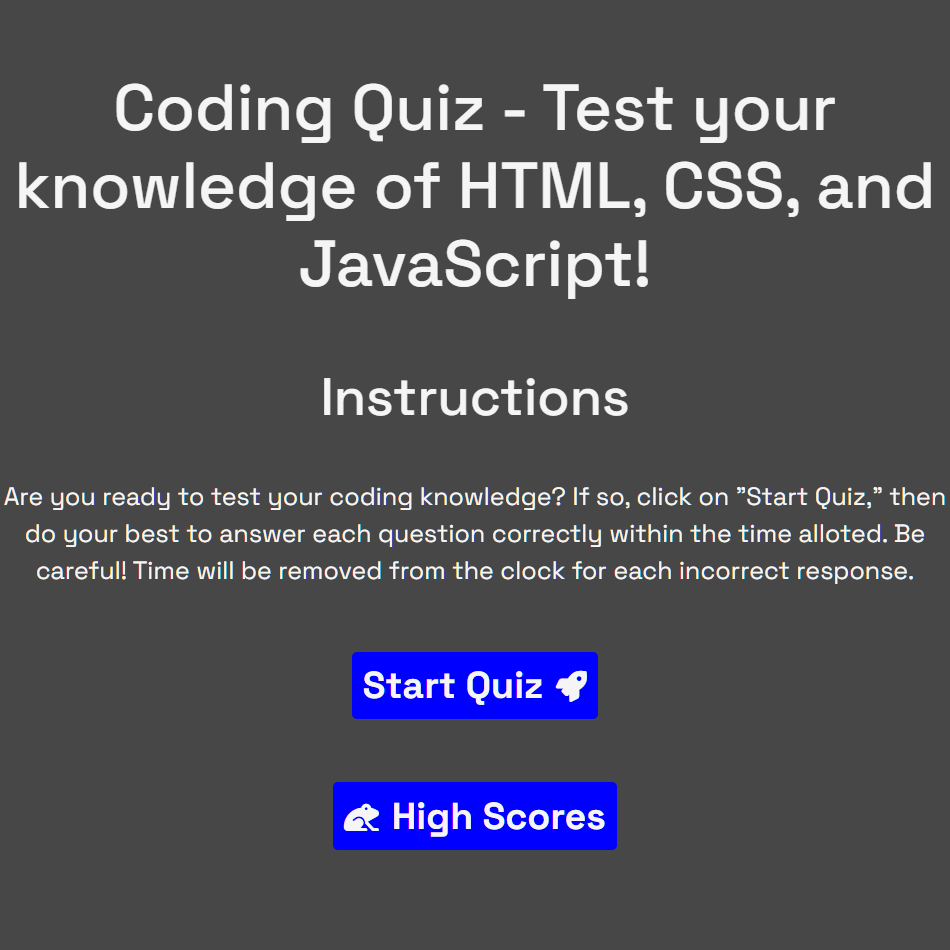 Coding Quiz - Test your
knowledge of HTML, CSS, and
JavaScript!
Instructions
Are you ready to test your coding knowledge? If so, click on ”Start Quiz,” then
do your best to answer each question correctly within the time alloted. Be
careful! Time will be removed from the clock for each incorrect response.
Start Quiz
High Scores